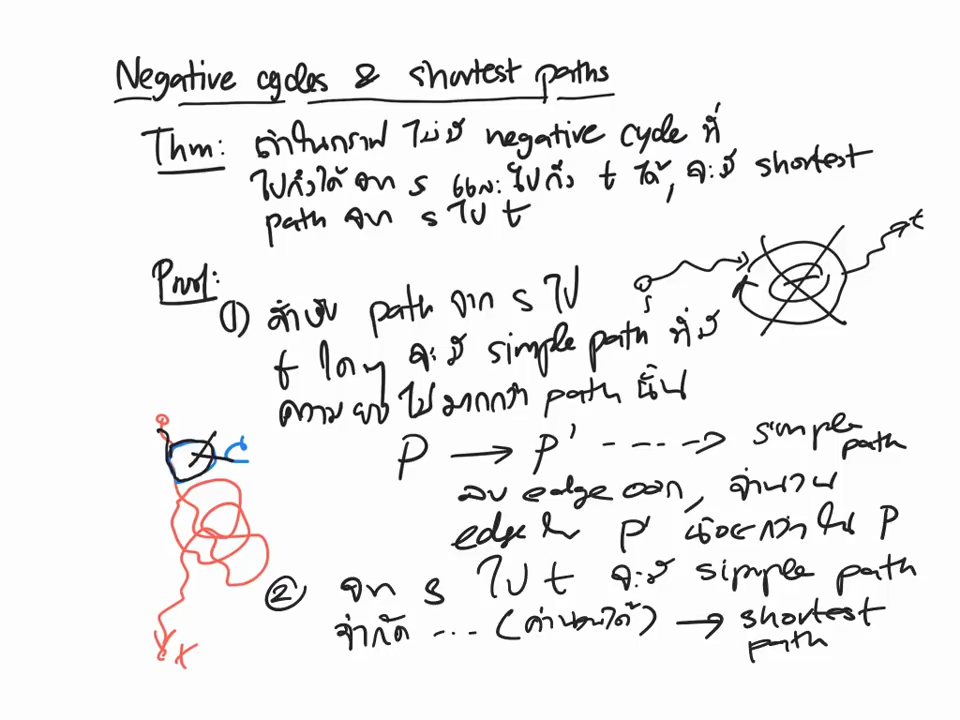 Negative cycles & shortest paths
Thm: ถ้าในกราฟ ไม่มี negative cycle ที่
ไปถึงได้ จาก s และไปถึง t ได้, จะมี shortest
path จาก s ไป t
t
Proof:
s
① สำหรับ path จาก s ไป
t ใดๆ จะมี simple path ที่มี
ความยาว ไม่มากกว่า path นั้น
P → P' ----> simple path
ลบ edge ออก, จำนวน
edge ใน P' น้อยกว่าใน P
② จาก s ไป t จะมี simple path
จำกัด ... (คำนวณได้) → shortest path
t